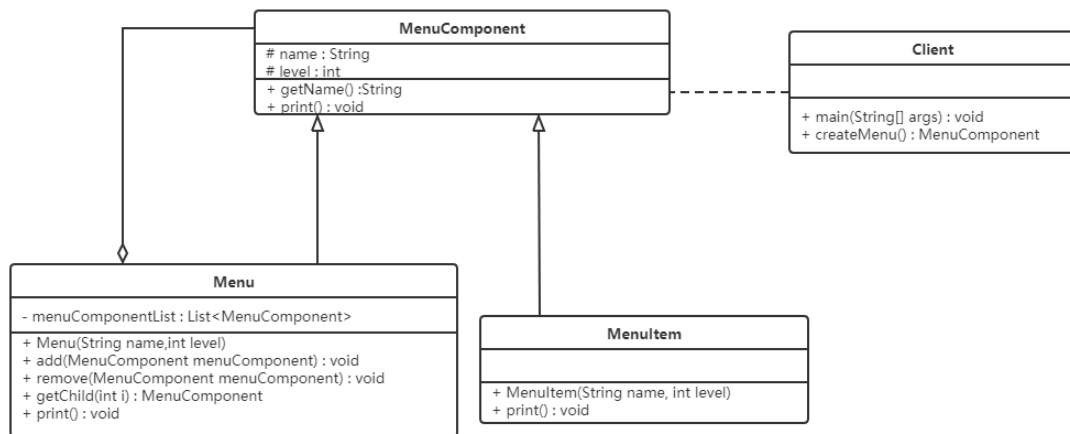 MenuComponent
# name : String
# level : int
+ getName() :String
+ print() : void
Client
+ main(String[] args) : void
+ createMenu() : MenuComponent
Menu
- menuComponentList : List<MenuComponent>
+ Menu(String name,int level)
+ add(MenuComponent menuComponent) : void
+ remove(MenuComponent menuComponent) : void
+ getChild(int i) : MenuComponent
+ print() : void
MenuItem
+ MenuItem(String name, int level)
+ print() : void